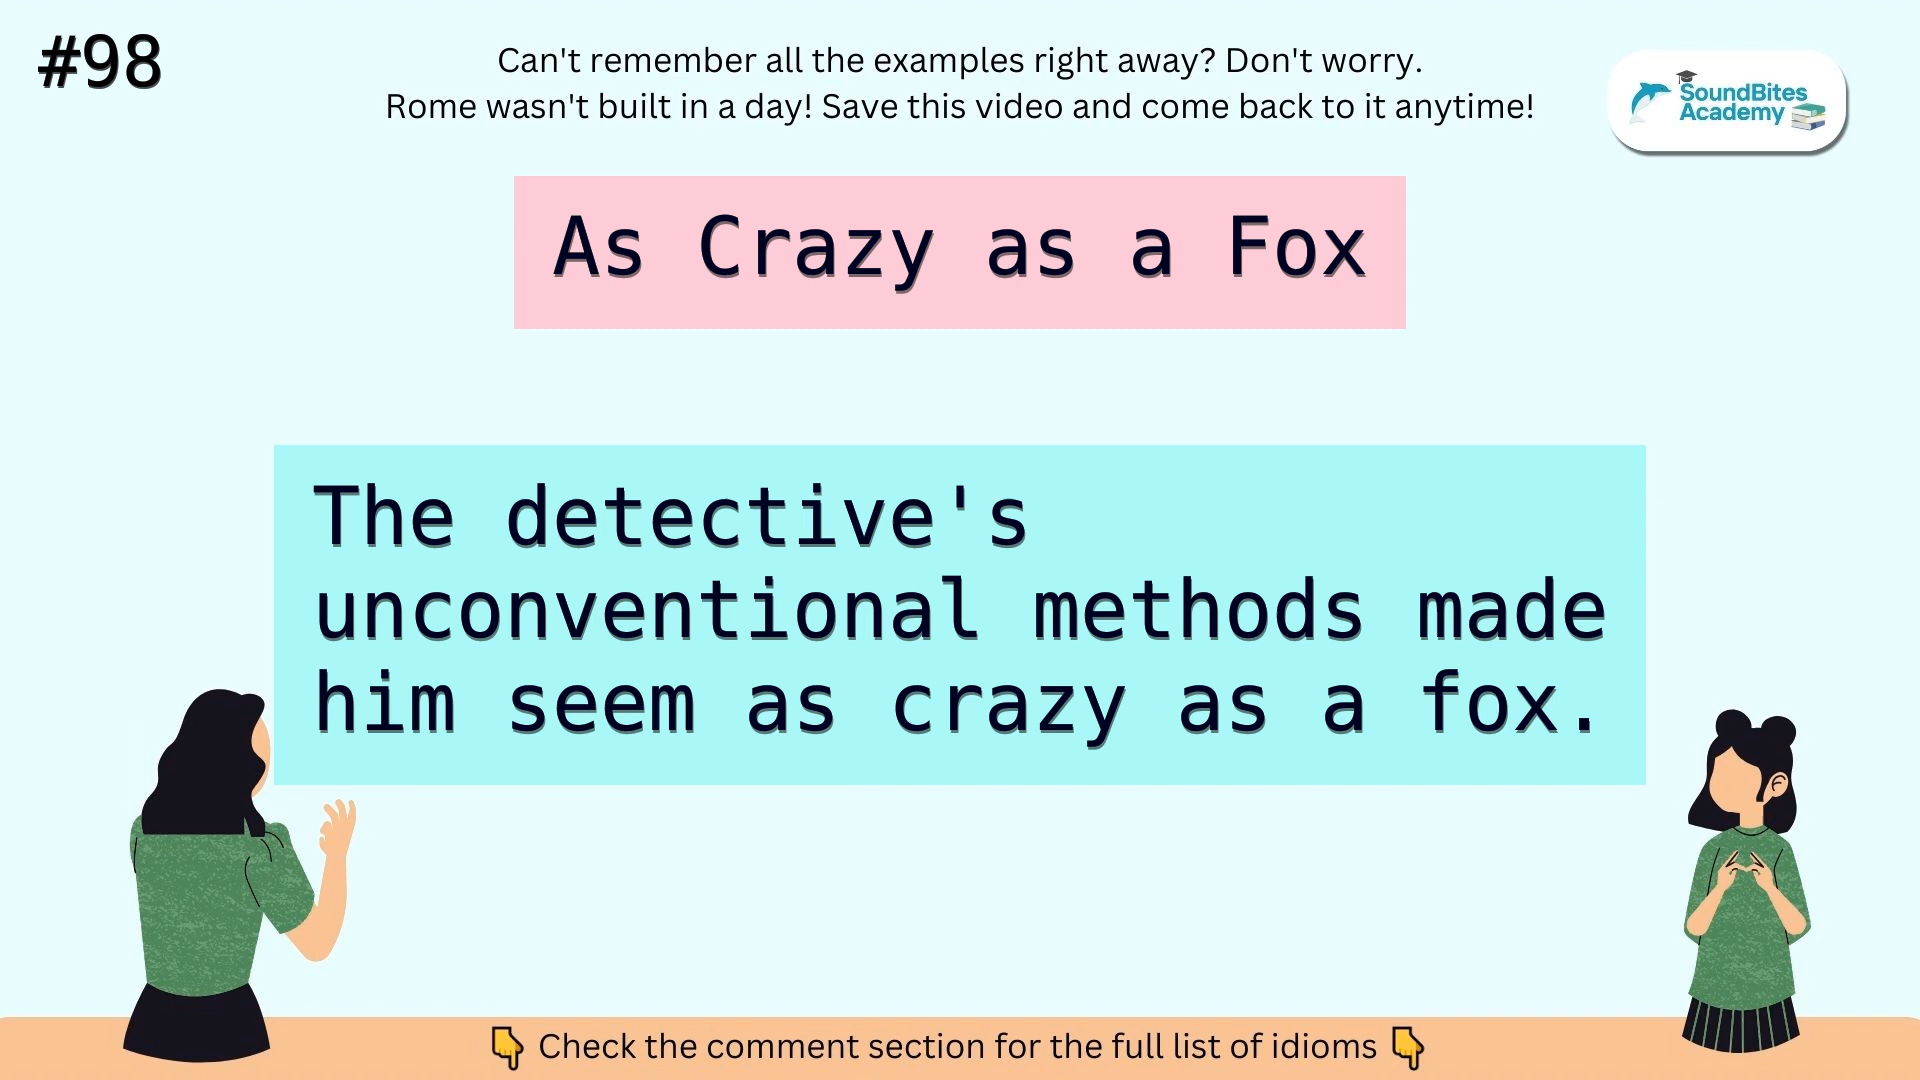 #98
Can't remember all the examples right away? Don't worry.
Rome wasn't built in a day! Save this video and come back to it anytime!
SoundBites
Academy
As Crazy as a Fox
The detective's
unconventional methods made
him seem as crazy as a fox.
👇 Check the comment section for the full list of idioms 👇